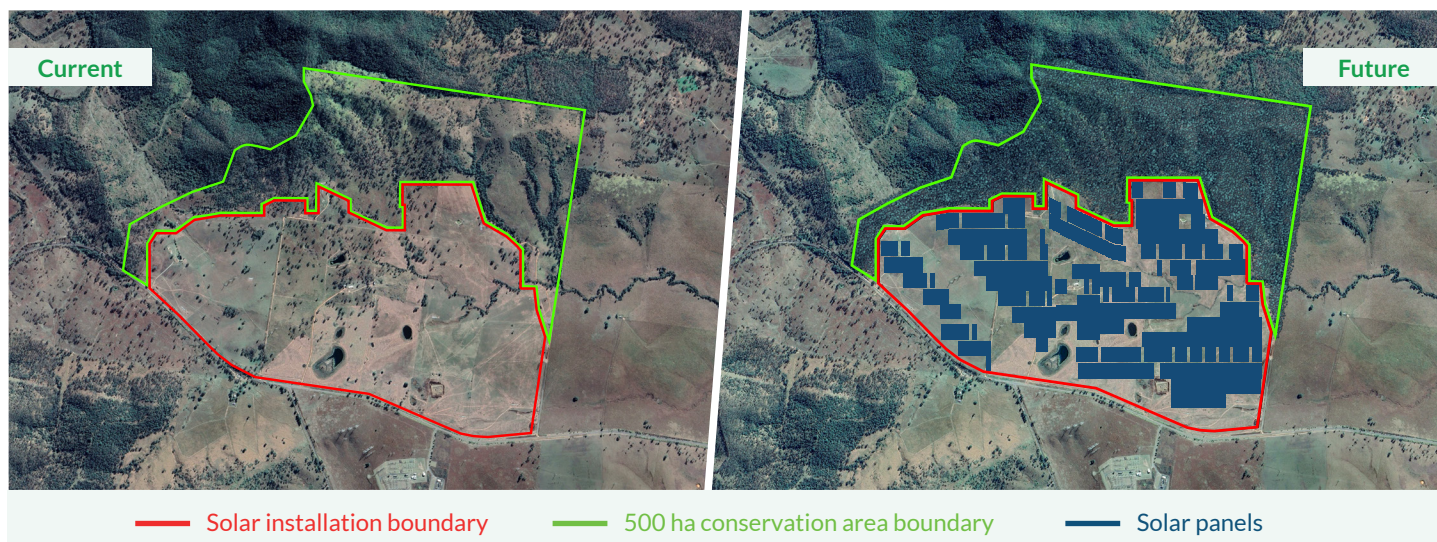 Current
Future
Solar installation boundary
500 ha conservation area boundary
Solar panels